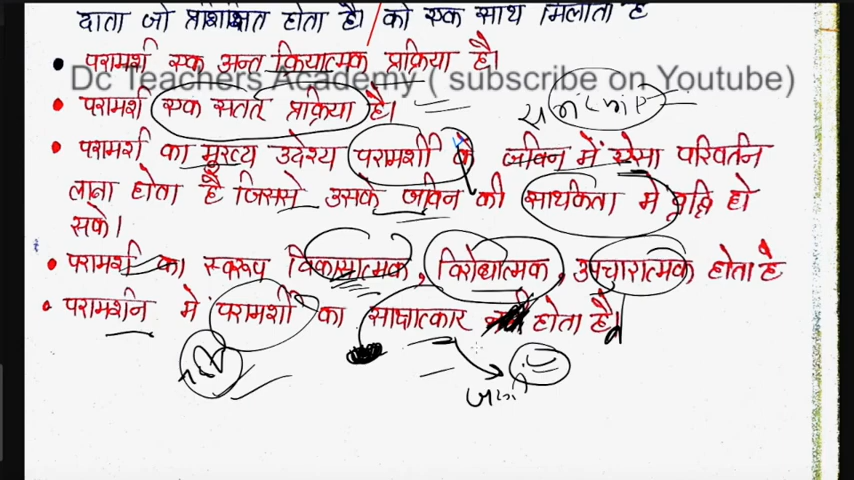 दाता जो प्रशिक्षित होता है। को एक साथ मिलाता है
परामर्श एक अन्त क्रियात्मक प्रक्रिया है।
Dc Teachers Academy ( subscribe on Youtube)
परामर्श एक सतत् प्रक्रिया है।
परामर्श का मुख्य उदेश्य परामर्शी के जीवन में ऐसा परिवर्तन
लाना होता है जिससे उसके जीवन की सार्थकता में वृद्धि हो
सके।
परामर्श का स्वरूप विकासात्मक, विरोधात्मक, उपचारात्मक होता है
परामर्शन में परामर्शी का साक्षात्कार होता है।